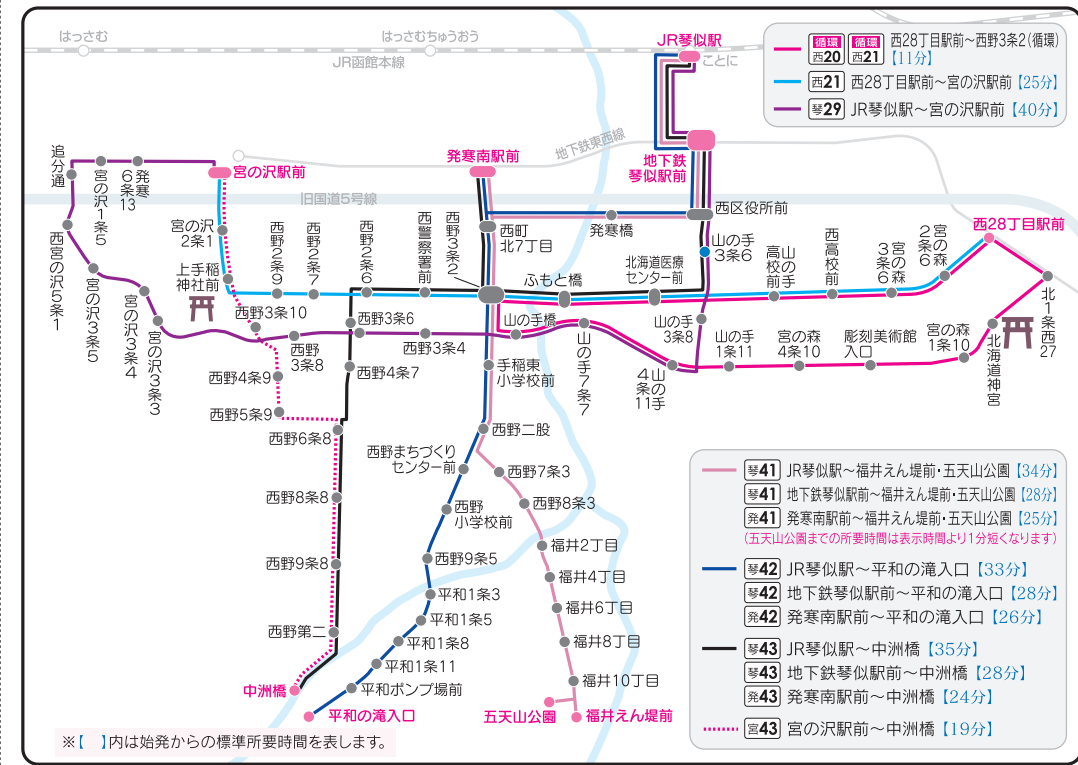 はっさむ
はっさむちゅうおう
JR函館本線
JR琴似駅
ことに
循環 西20 循環 西21 西28丁目駅前～西野3条2(循環)
【11分】
西21 西28丁目駅前～宮の沢駅前【25分】
琴29 JR琴似駅～宮の沢駅前【40分】
追分通
宮の沢1条5
発寒6条13
宮の沢駅前
発寒南駅前
地下鉄東西線
地下鉄
琴似駅前
旧国道5号線
西宮の沢5条1
宮の沢3条5
宮の沢3条4
宮の沢3条3
宮の沢
2条1
上手稲
神社前
西野2条9
西野2条7
西野2条6
西警察署前
西野3条2
西町
北7丁目
発寒橋
西区役所前
ふもと橋
北海道医療
センター前
山の手
3条6
山の手高校前
西高校前
宮の森3条6
宮の森2条6
西28丁目駅前
北1条西27
北海道神宮
西野3条10
西野
3条8
西野3条6
西野3条4
山の手橋
山の手7条7
山の手
3条8
山の手4条11
山の手
1条11
宮の森
4条10
彫刻美術館
入口
宮の森
1条10
西野4条9
西野4条7
手稲東
小学校前
西野5条9
西野6条8
西野二股
西野まちづくり
センター前
西野7条3
西野8条8
西野
小学校前
西野8条3
西野9条8
西野9条5
福井2丁目
平和1条3
福井4丁目
西野第二
平和1条5
福井6丁目
平和1条8
福井8丁目
平和1条11
福井10丁目
中洲橋
平和ポンプ場前
平和の滝入口
五天山公園
福井えん堤前
琴41 JR琴似駅～福井えん堤前・五天山公園【34分】
琴41 地下鉄琴似駅前～福井えん堤前・五天山公園【28分】
発41 発寒南駅前～福井えん堤前・五天山公園【25分】
(五天山公園までの所要時間は表示時間より1分短くなります)
琴42 JR琴似駅～平和の滝入口【33分】
琴42 地下鉄琴似駅前～平和の滝入口【28分】
発42 発寒南駅前～平和の滝入口【26分】
琴43 JR琴似駅～中洲橋【35分】
琴43 地下鉄琴似駅前～中洲橋【28分】
発43 発寒南駅前～中洲橋【24分】
宮43 宮の沢駅前～中洲橋【19分】
※【　】内は始発からの標準所要時間を表します。